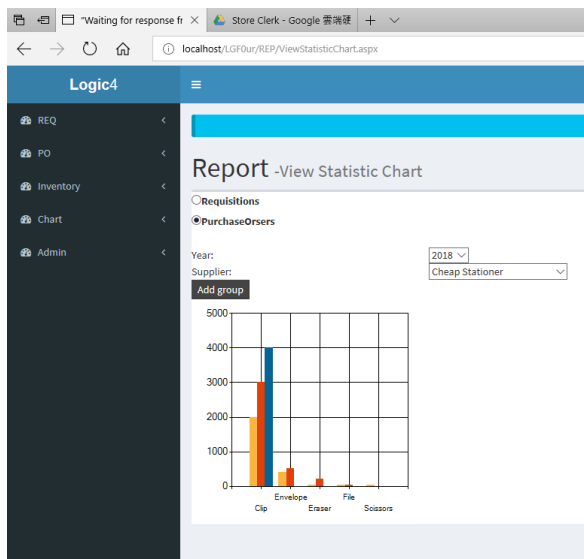 "Waiting for response fr
Store Clerk - Google 雲端硬
localhost/LGF0ur/REP/ViewStatisticChart.aspx
Logic4
REQ
PO
Inventory
Chart
Admin
Report -View Statistic Chart
Requisitions
PurchaseOrsers
Year: 2018
Supplier: Cheap Stationer
Add group
5000
4000
3000
2000
1000
0
Envelope File
Clip Eraser Scissors